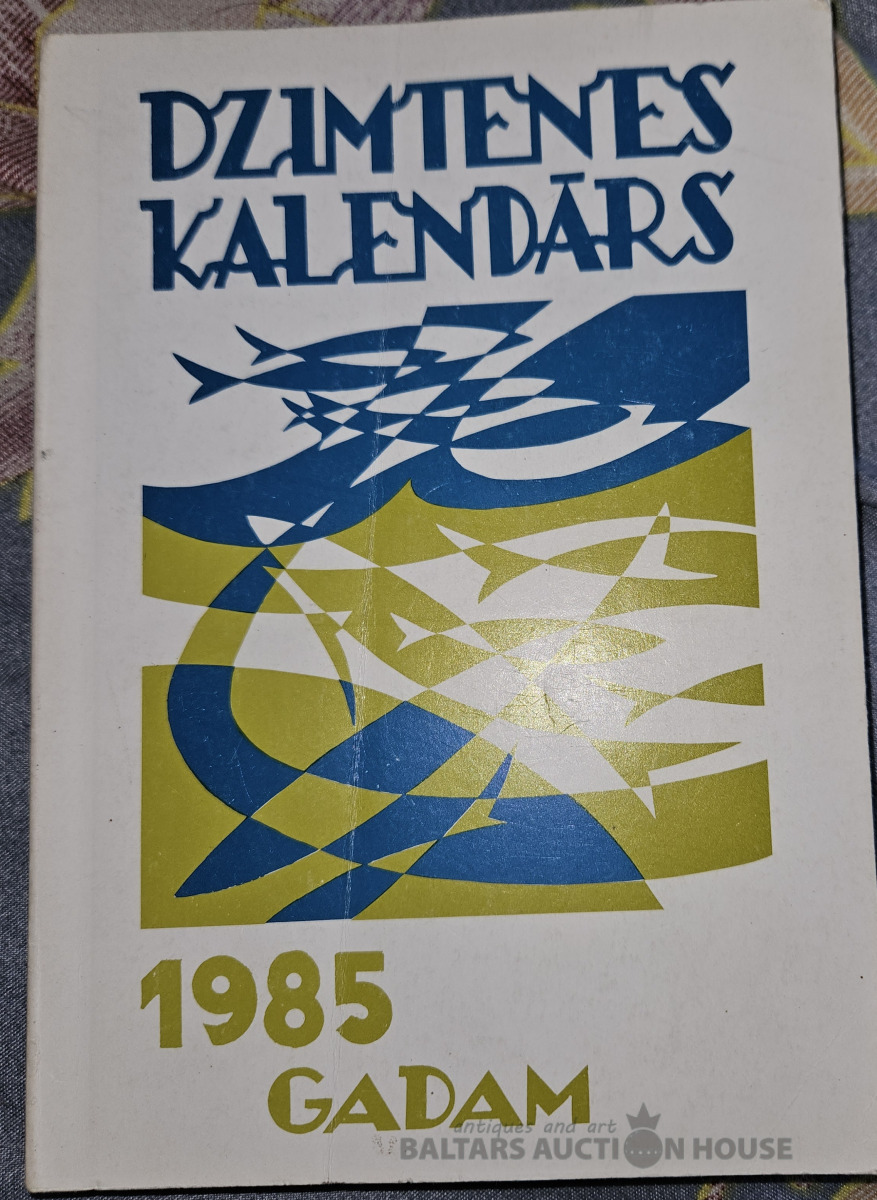 DZIMTENES
KALENDĀRS
1985
GADAM
antiques and art
BALTARS AUCTION HOUSE